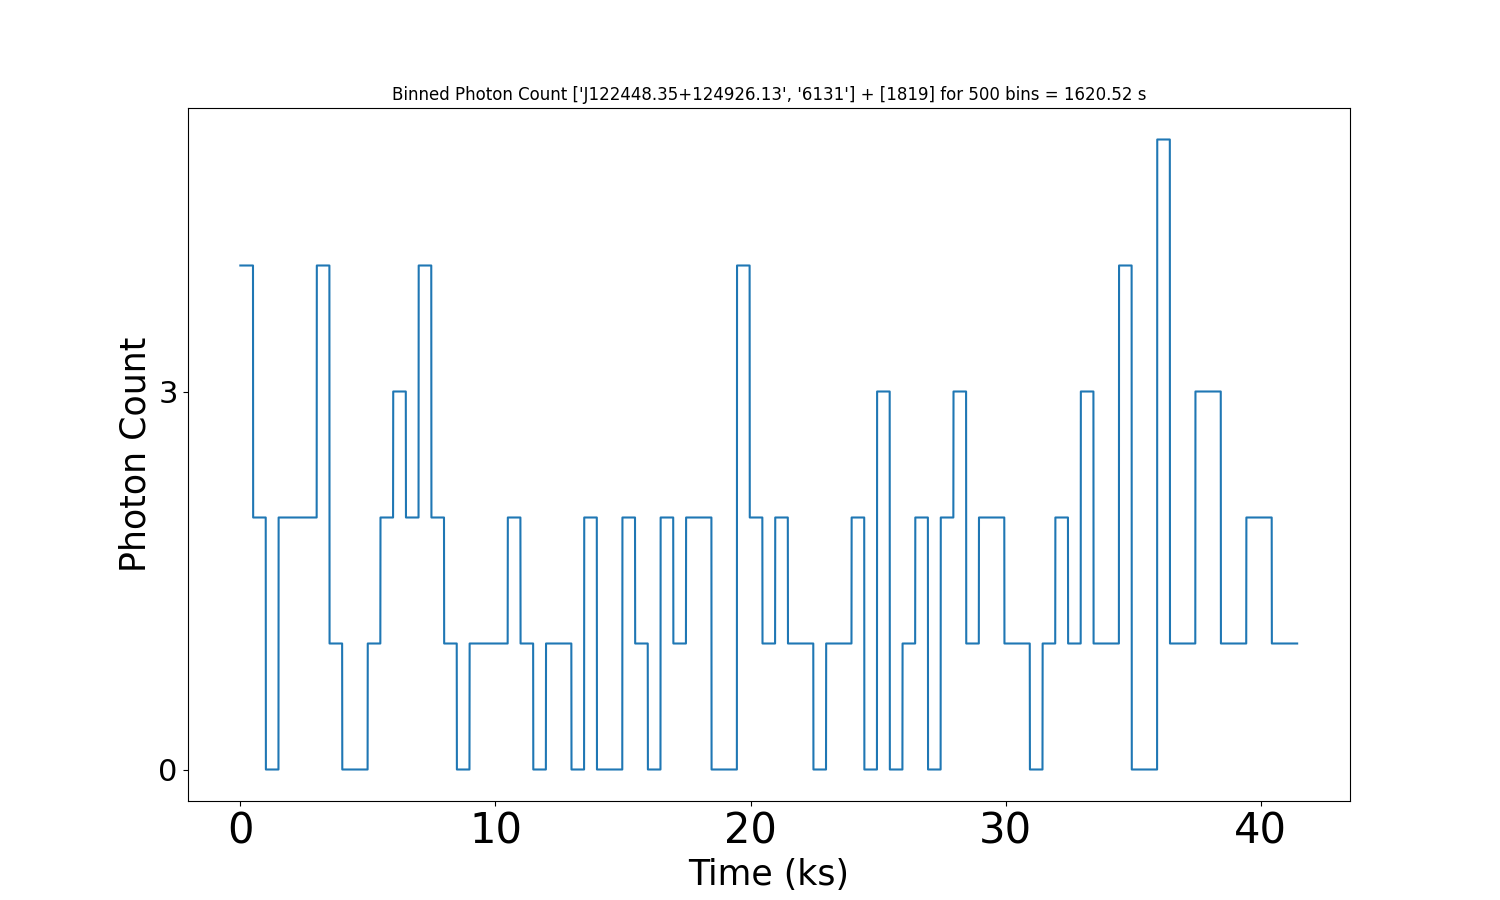 Binned Photon Count ['J122448.35+124926.13', '6131'] + [1819] for 500 bins = 1620.52 s
Photon Count
3
0
0 10 20 30 40
Time (ks)